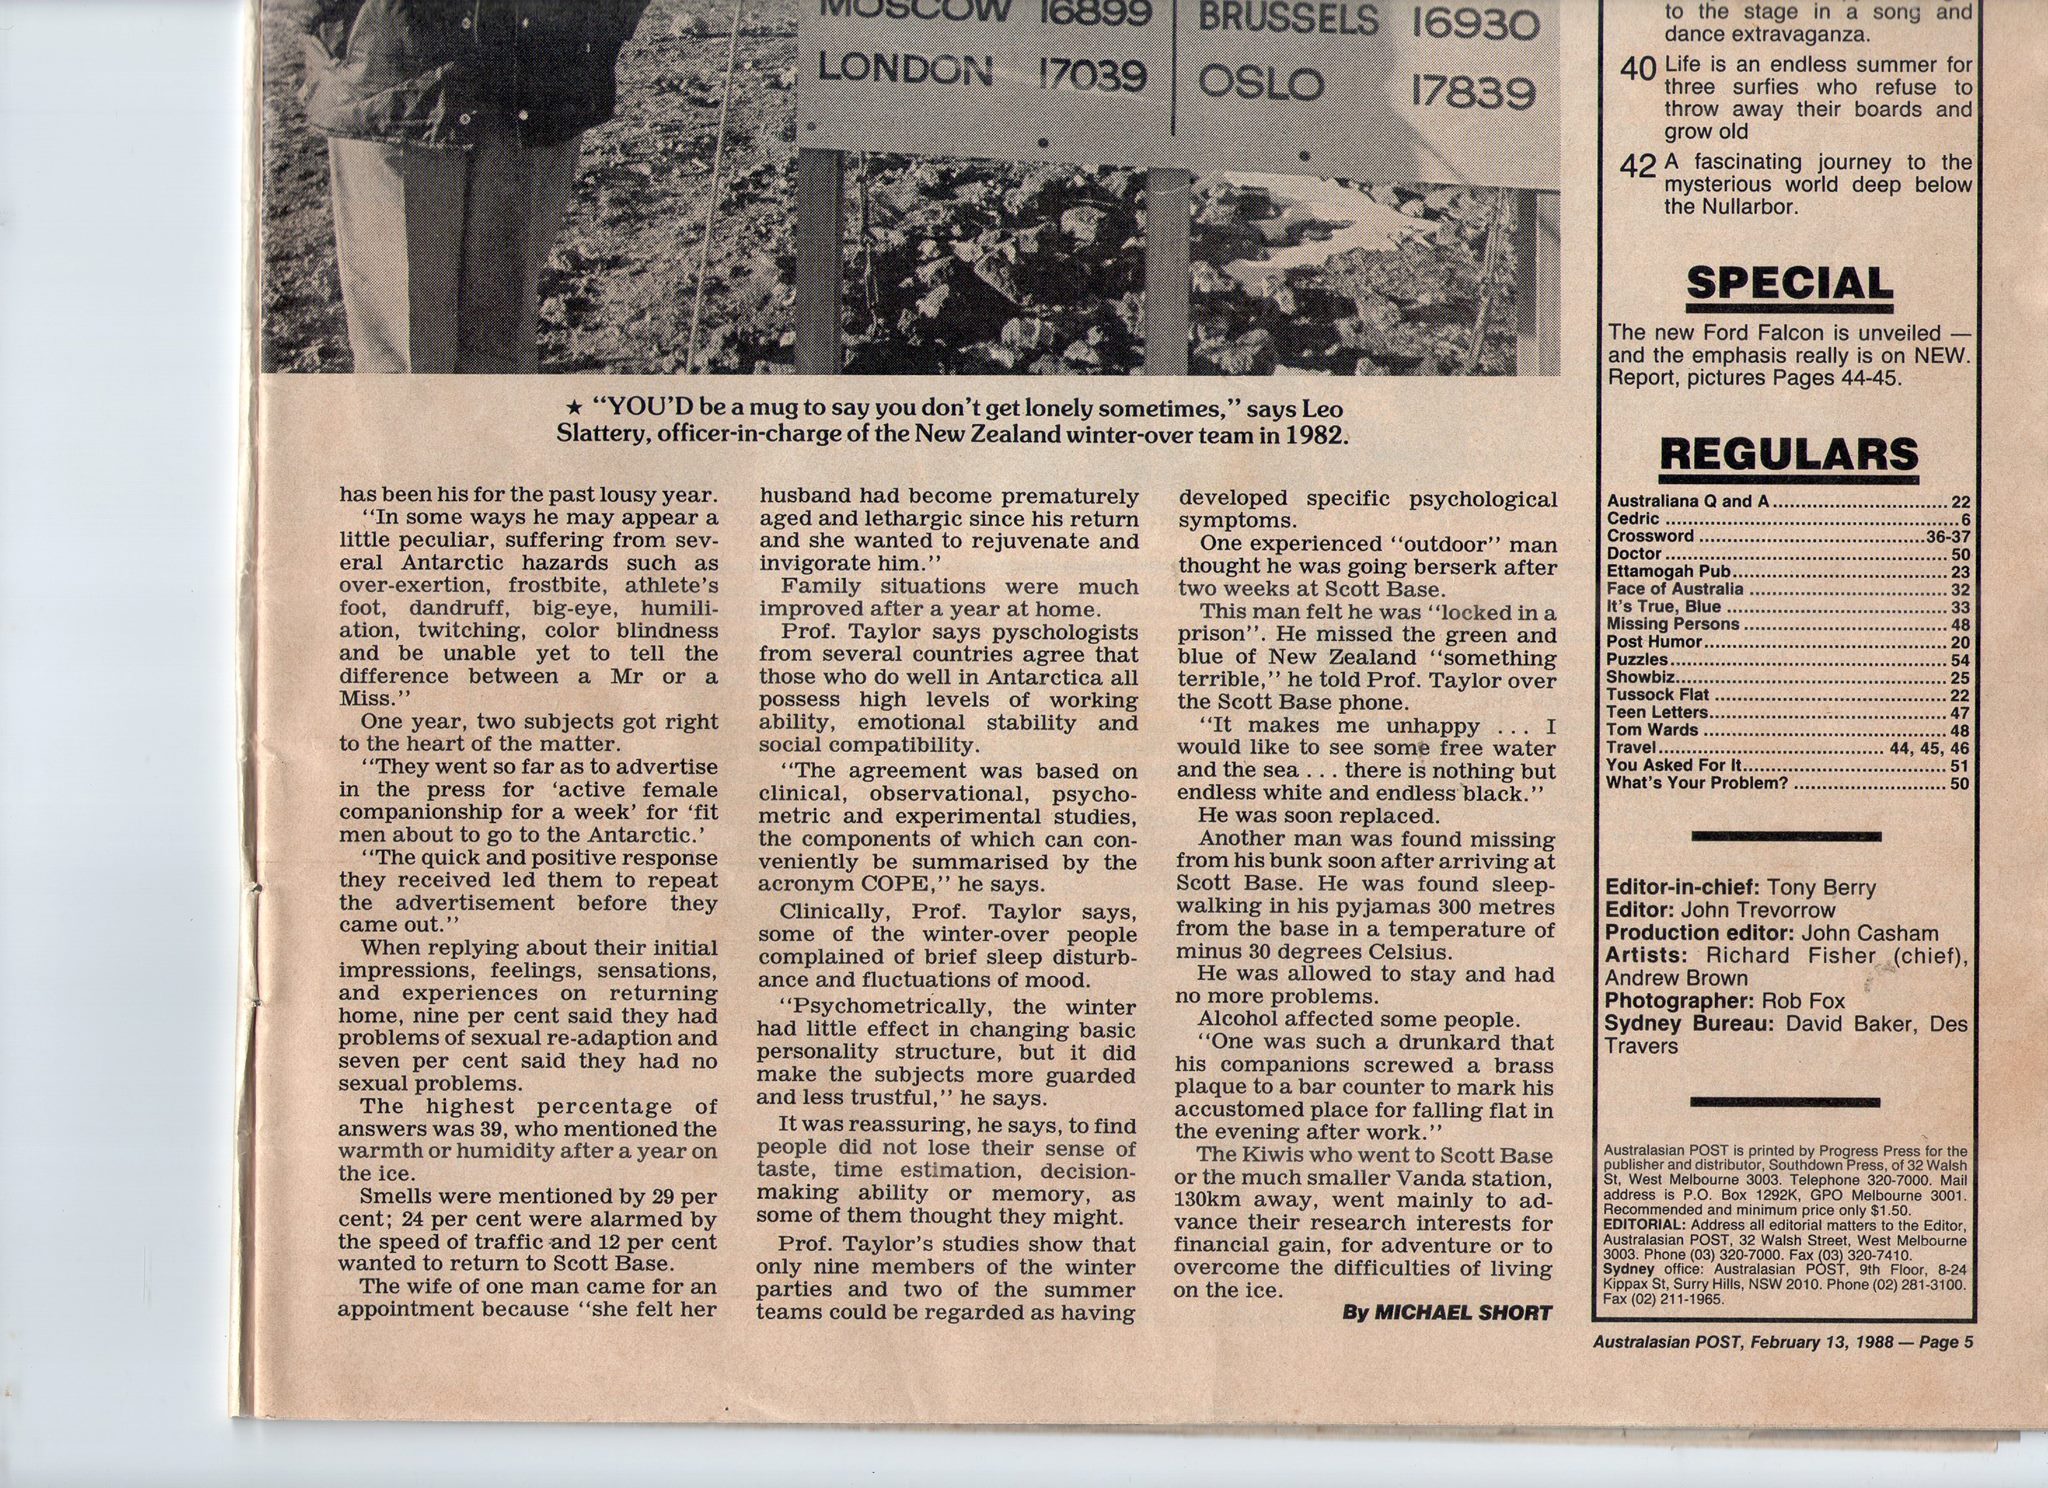 MOSCOW 16899
LONDON 17039
BRUSSELS 16930
OSLO 17839
★ “YOU’D be a mug to say you don’t get lonely sometimes,” says Leo
Slattery, officer-in-charge of the New Zealand winter-over team in 1982.
has been his for the past lousy year.
“In some ways he may appear a
little peculiar, suffering from sev-
eral Antarctic hazards such as
over-exertion, frostbite, athlete’s
foot, dandruff, big-eye, humili-
ation, twitching, color blindness
and be unable yet to tell the
difference between a Mr or a
Miss.”
One year, two subjects got right
to the heart of the matter.
“They went so far as to advertise
in the press for ‘active female
companionship for a week’ for ‘fit
men about to go to the Antarctic.’
“The quick and positive response
they received led them to repeat
the advertisement before they
came out.”
When replying about their initial
impressions, feelings, sensations,
and experiences on returning
home, nine per cent said they had
problems of sexual re-adaption and
seven per cent said they had no
sexual problems.
The highest percentage of
answers was 39, who mentioned the
warmth or humidity after a year on
the ice.
Smells were mentioned by 29 per
cent; 24 per cent were alarmed by
the speed of traffic and 12 per cent
wanted to return to Scott Base.
The wife of one man came for an
appointment because “she felt her
husband had become prematurely
aged and lethargic since his return
and she wanted to rejuvenate and
invigorate him.”
Family situations were much
improved after a year at home.
Prof. Taylor says pyschologists
from several countries agree that
those who do well in Antarctica all
possess high levels of working
ability, emotional stability and
social compatibility.
“The agreement was based on
clinical, observational, psycho-
metric and experimental studies,
the components of which can con-
veniently be summarised by the
acronym COPE,” he says.
Clinically, Prof. Taylor says,
some of the winter-over people
complained of brief sleep disturb-
ance and fluctuations of mood.
“Psychometrically, the winter
had little effect in changing basic
personality structure, but it did
make the subjects more guarded
and less trustful,” he says.
It was reassuring, he says, to find
people did not lose their sense of
taste, time estimation, decision-
making ability or memory, as
some of them thought they might.
Prof. Taylor’s studies show that
only nine members of the winter
parties and two of the summer
teams could be regarded as having
developed specific psychological
symptoms.
One experienced “outdoor” man
thought he was going berserk after
two weeks at Scott Base.
This man felt he was “locked in a
prison”. He missed the green and
blue of New Zealand “something
terrible,” he told Prof. Taylor over
the Scott Base phone.
“It makes me unhappy . . . I
would like to see some free water
and the sea . . . there is nothing but
endless white and endless black.”
He was soon replaced.
Another man was found missing
from his bunk soon after arriving at
Scott Base. He was found sleep-
walking in his pyjamas 300 metres
from the base in a temperature of
minus 30 degrees Celsius.
He was allowed to stay and had
no more problems.
Alcohol affected some people.
“One was such a drunkard that
his companions screwed a brass
plaque to a bar counter to mark his
accustomed place for falling flat in
the evening after work.”
The Kiwis who went to Scott Base
or the much smaller Vanda station,
130km away, went mainly to ad-
vance their research interests for
financial gain, for adventure or to
overcome the difficulties of living
on the ice.
By MICHAEL SHORT
to the stage in a song and
dance extravaganza.
40 Life is an endless summer for
three surfies who refuse to
throw away their boards and
grow old
42 A fascinating journey to the
mysterious world deep below
the Nullarbor.
SPECIAL
The new Ford Falcon is unveiled —
and the emphasis really is on NEW.
Report, pictures Pages 44-45.
REGULARS
Australiana Q and A 22
Cedric 6
Crossword 36-37
Doctor 50
Ettamogah Pub 23
Face of Australia 32
It’s True, Blue 33
Missing Persons 48
Post Humor 20
Puzzles 54
Showbiz 25
Tussock Flat 22
Teen Letters 47
Tom Wards 48
Travel 44, 45, 46
You Asked For It 51
What’s Your Problem? 50
Editor-in-chief: Tony Berry
Editor: John Trevorrow
Production editor: John Casham
Artists: Richard Fisher (chief),
Andrew Brown
Photographer: Rob Fox
Sydney Bureau: David Baker, Des
Travers
Australasian POST is printed by Progress Press for the
publisher and distributor, Southdown Press, of 32 Walsh
St, West Melbourne 3003. Telephone 320-7000. Mail
address is P.O. Box 1292K, GPO Melbourne 3001.
Recommended and minimum price only $1.50.
EDITORIAL: Address all editorial matters to the Editor,
Australasian POST, 32 Walsh Street, West Melbourne
3003. Phone (03) 320-7000. Fax (03) 320-7410.
Sydney office: Australasian POST, 9th Floor, 8-24
Kippax St, Surry Hills, NSW 2010. Phone (02) 281-3100.
Fax (02) 211-1965.
Australasian POST, February 13, 1988 — Page 5